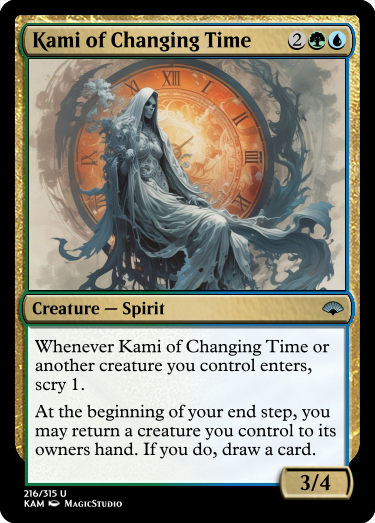 Kami of Changing Time 2
XII
Creature — Spirit
Whenever Kami of Changing Time or
another creature you control enters,
scry 1.
At the beginning of your end step, you
may return a creature you control to its
owners hand. If you do, draw a card.
3/4
216/315 U
KAM MagicStudio